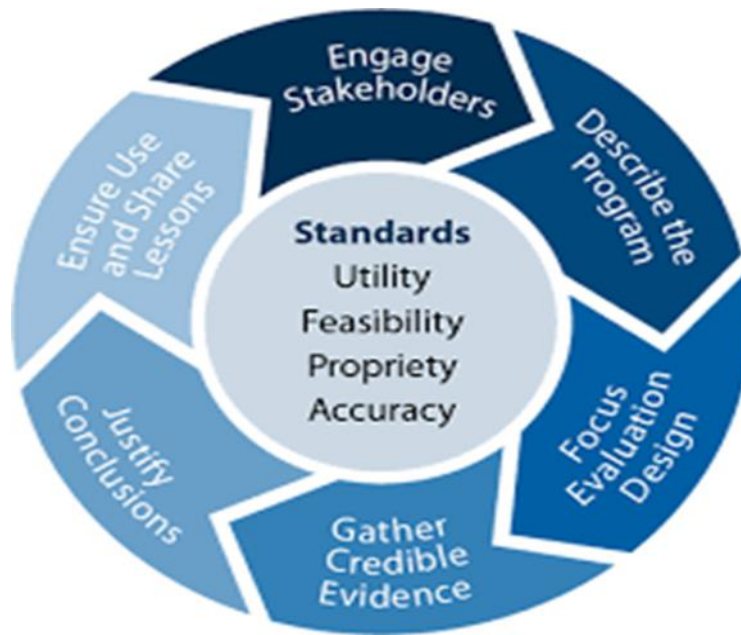 Engage
Stakeholders
Describe the
Program
Focus
Evaluation
Design
Gather
Credible
Evidence
Justify
Conclusions
Ensure Use
and Share
Lessons
Standards
Utility
Feasibility
Propriety
Accuracy